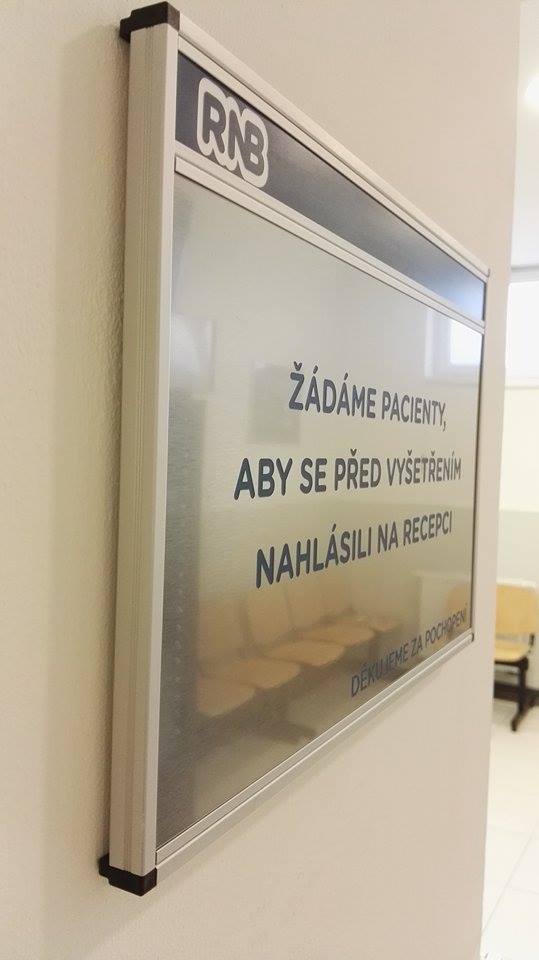 RNB
ŽÁDÁME PACIENTY,
ABY SE PŘED VYŠETŘENÍM
NAHLÁSILI NA RECEPCI
DĚKUJEME ZA POCHOPENÍ